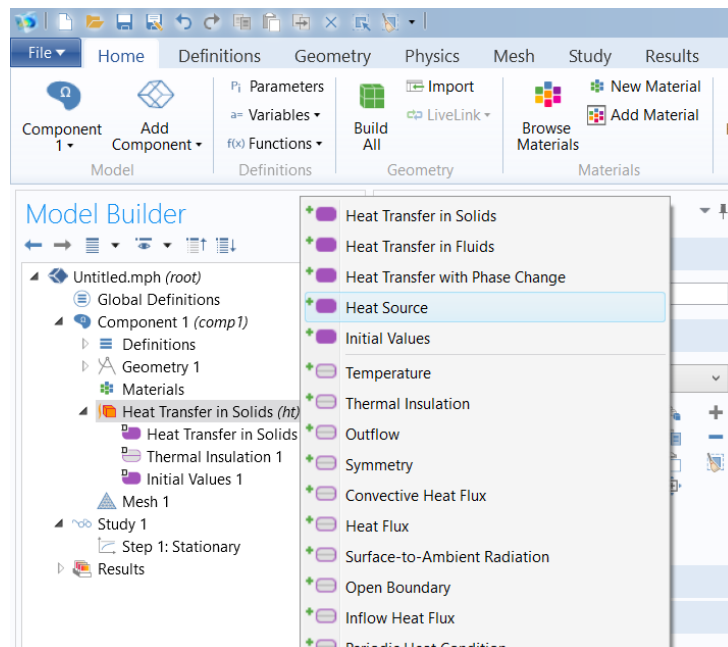 File Home Definitions Geometry Physics Mesh Study Results
Component 1
Add Component
Model
Pi Parameters
a= Variables
f(x) Functions
Definitions
Build All
Import
LiveLink
Geometry
Browse Materials
New Material
Add Material
Materials
Model Builder
Untitled.mph (root)
Global Definitions
Component 1 (comp1)
Definitions
Geometry 1
Materials
Heat Transfer in Solids (ht)
Heat Transfer in Solids
Thermal Insulation 1
Initial Values 1
Mesh 1
Study 1
Step 1: Stationary
Results
Heat Transfer in Solids
Heat Transfer in Fluids
Heat Transfer with Phase Change
Heat Source
Initial Values
Temperature
Thermal Insulation
Outflow
Symmetry
Convective Heat Flux
Heat Flux
Surface-to-Ambient Radiation
Open Boundary
Inflow Heat Flux
Periodic Heat Condition